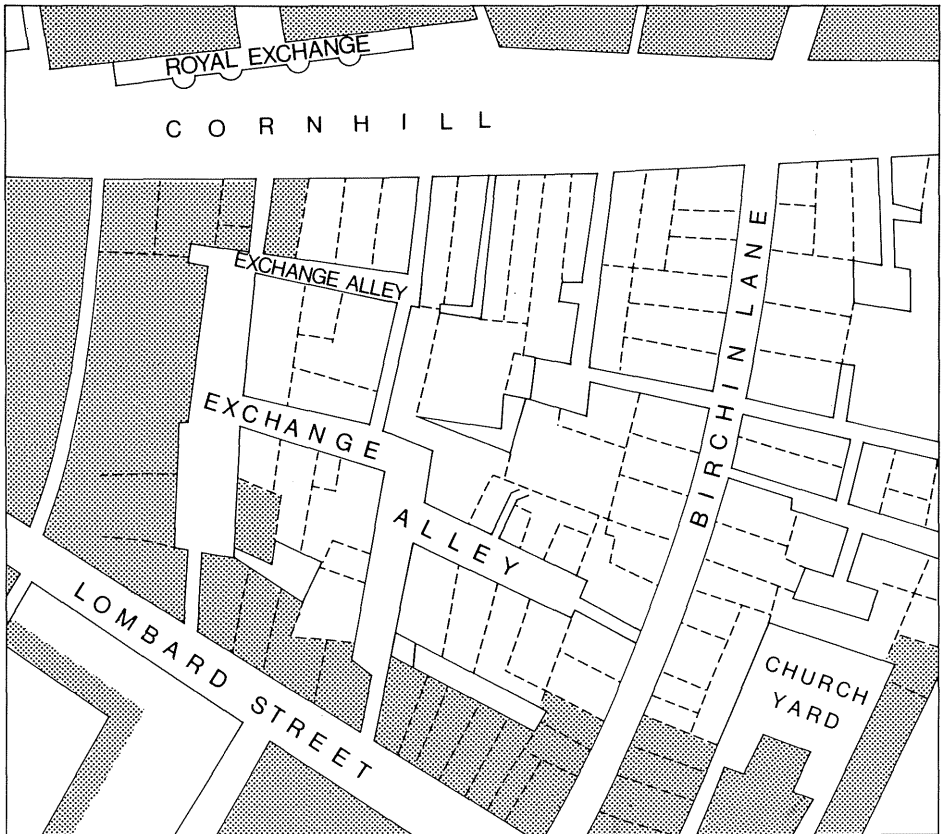 ROYAL EXCHANGE
CORNHILL
EXCHANGE ALLEY
BIRCHIN LANE
EXCHANGE ALLEY
LOMBARD STREET
CHURCH
YARD